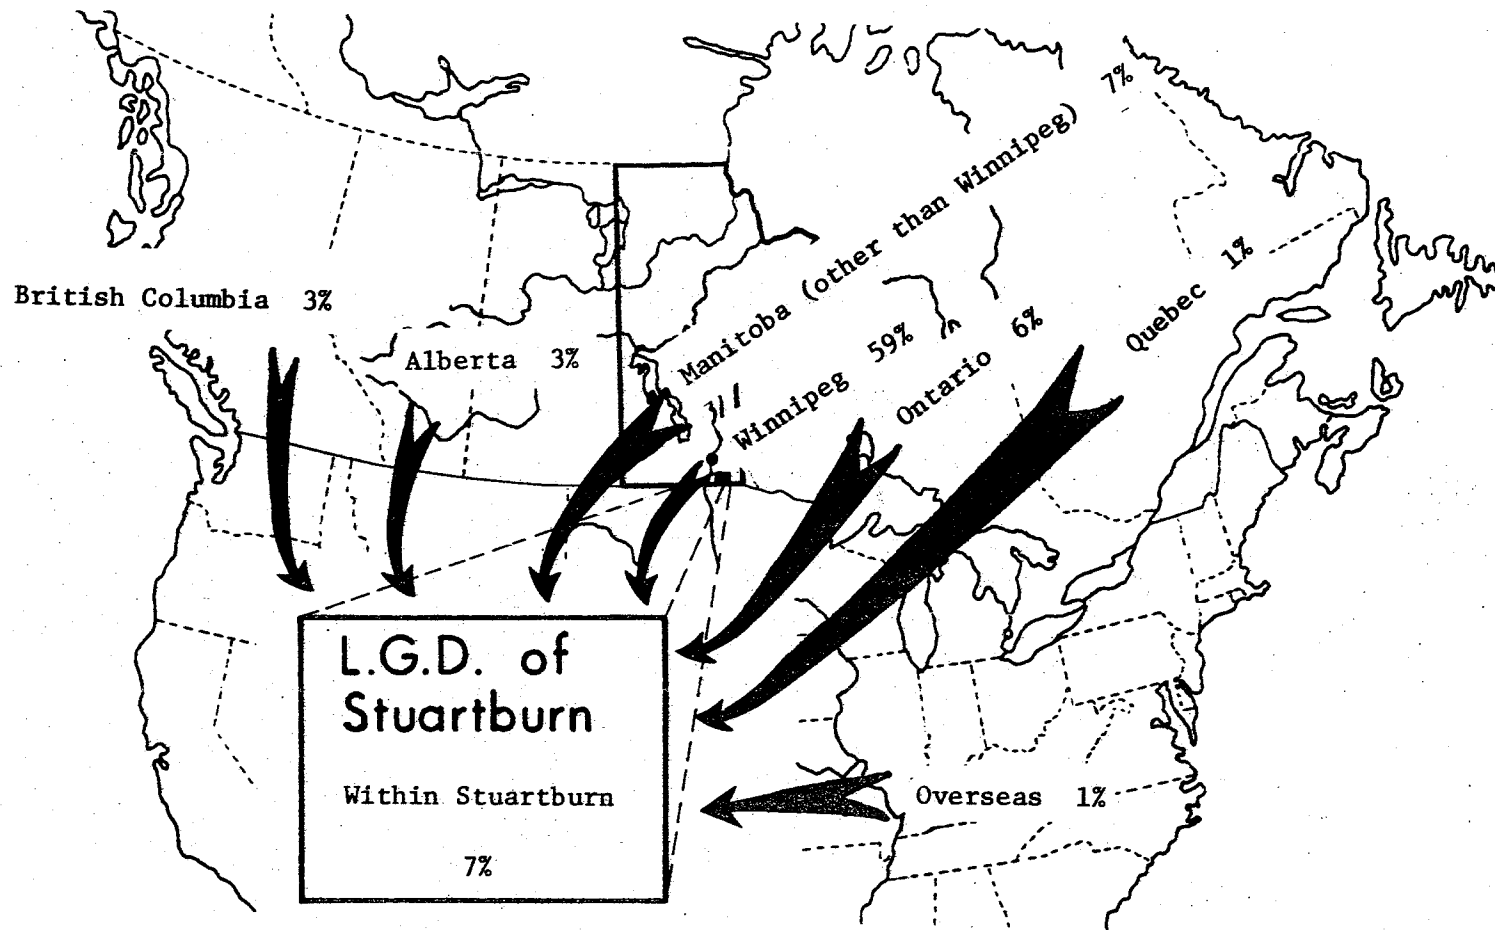 Manitoba (other than Winnipeg) 7%
Quebec 1%
British Columbia 3%
Alberta 3%
Winnipeg 59%
Ontario 6%
L.G.D. of
Stuartburn
Within Stuartburn
7%
Overseas 1%